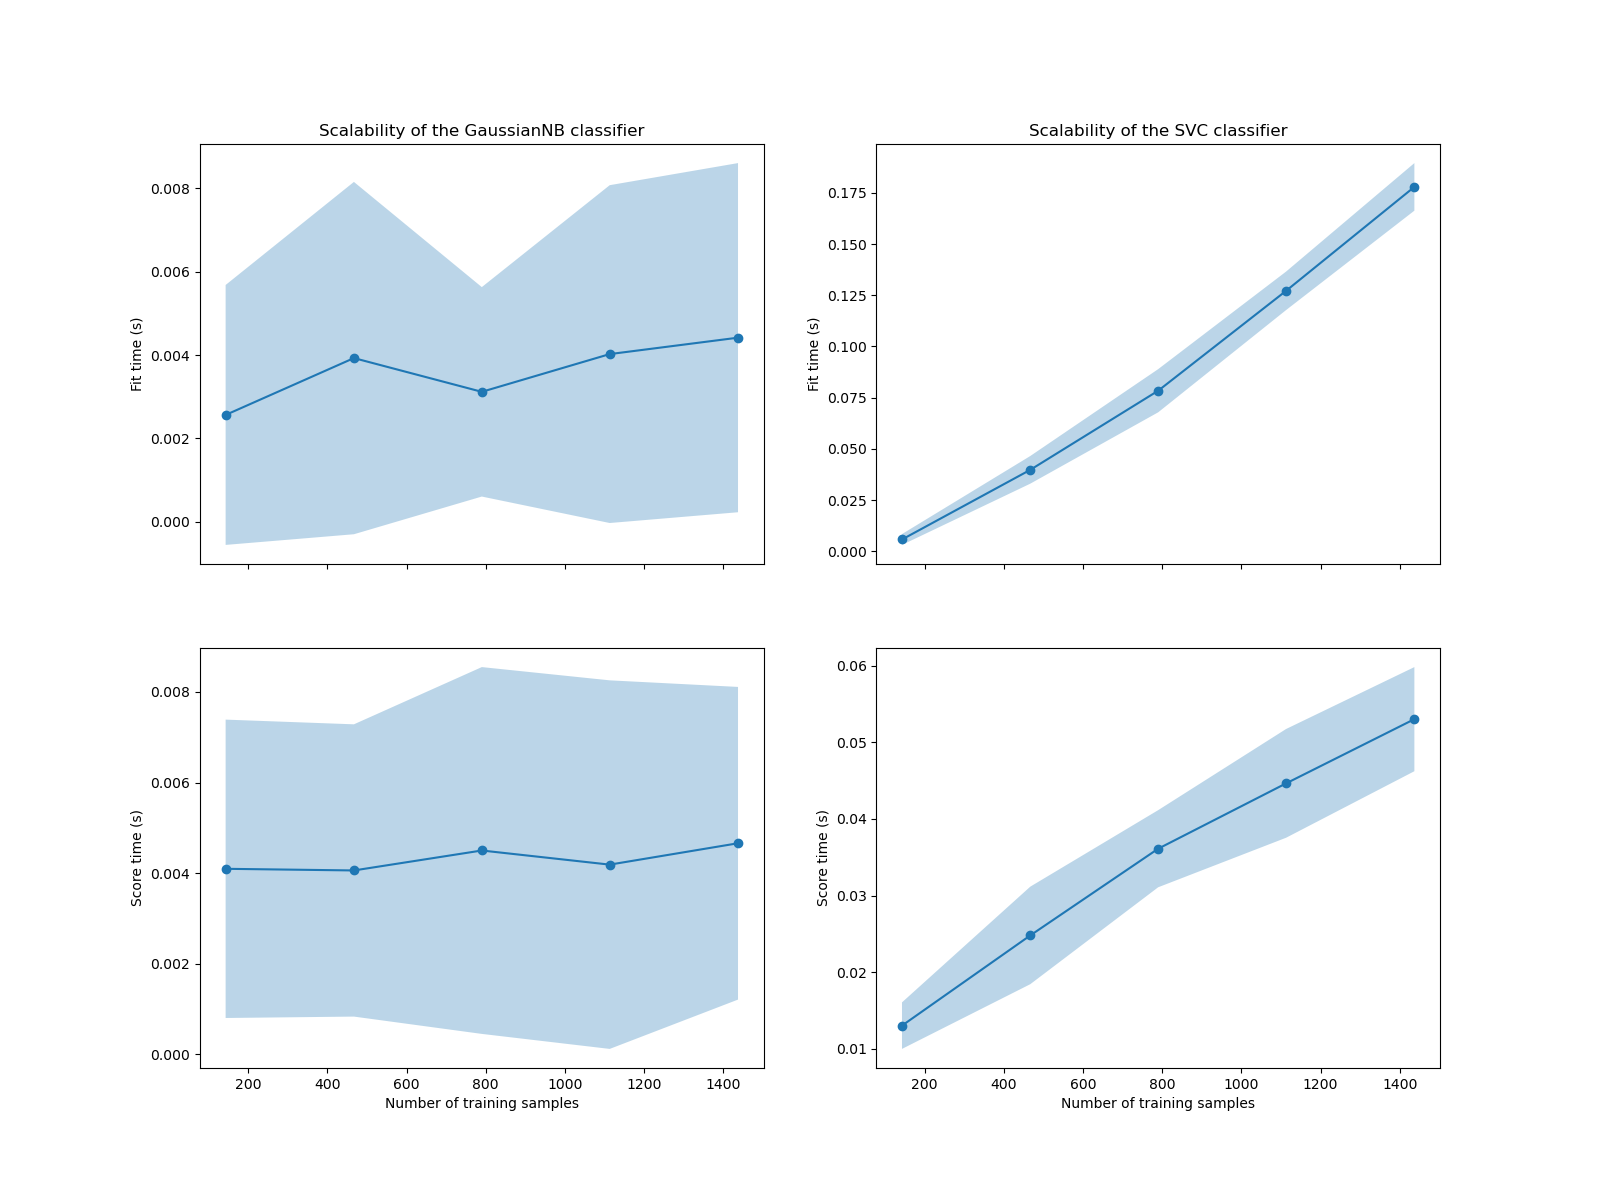 Scalability of the GaussianNB classifier
Fit time (s)
0.008
0.006
0.004
0.002
0.000
Scalability of the SVC classifier
Fit time (s)
0.175
0.150
0.125
0.100
0.075
0.050
0.025
0.000
Score time (s)
0.008
0.006
0.004
0.002
0.000
200 400 600 800 1000 1200 1400
Number of training samples
Score time (s)
0.06
0.05
0.04
0.03
0.02
0.01
200 400 600 800 1000 1200 1400
Number of training samples